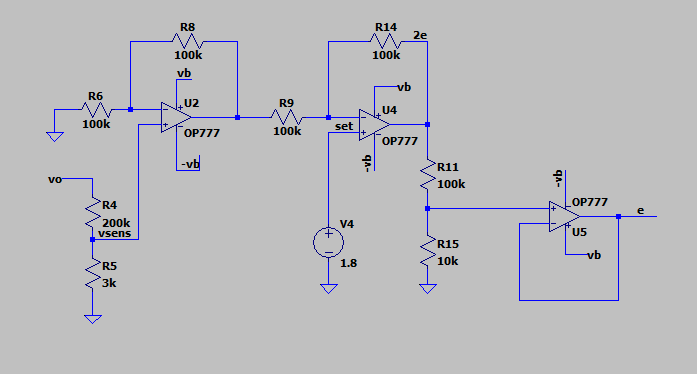 R8
100k
R14
100k
2e
vb
U2
OP777
-vb
R6
100k
R9
100k
vb
U4
OP777
-vb
set
vo
R4
200k
vsens
R5
3k
V4
1.8
R11
100k
R15
10k
-vb
OP777
U5
vb
e